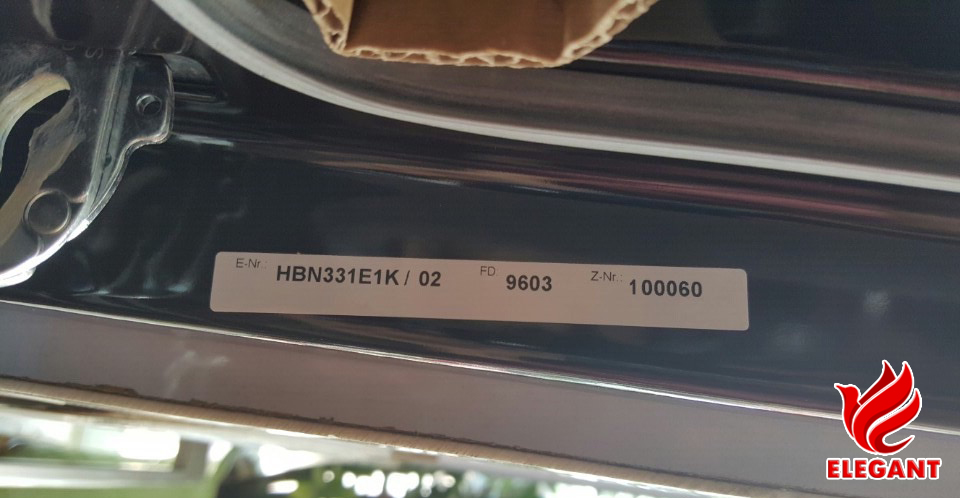 E-Nr.: HBN331E1K / 02 FD 9603 Z-Nr.: 100060
ELEGANT